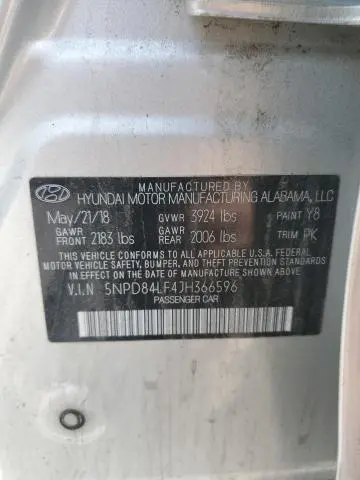 MANUFACTURED BY
HYUNDAI MOTOR MANUFACTURING ALABAMA, LLC
May/21/18 GVWR 3924 lbs PAINT Y8
GAWR FRONT 2183 lbs GAWR REAR 2006 lbs TRIM PK
THIS VEHICLE CONFORMS TO ALL APPLICABLE U.S.A. FEDERAL
MOTOR VEHICLE SAFETY, BUMPER, AND THEFT PREVENTION STANDARDS
IN EFFECT ON THE DATE OF MANUFACTURE SHOWN ABOVE.
V.I.N 5NPD84LF4JH366596
PASSENGER CAR